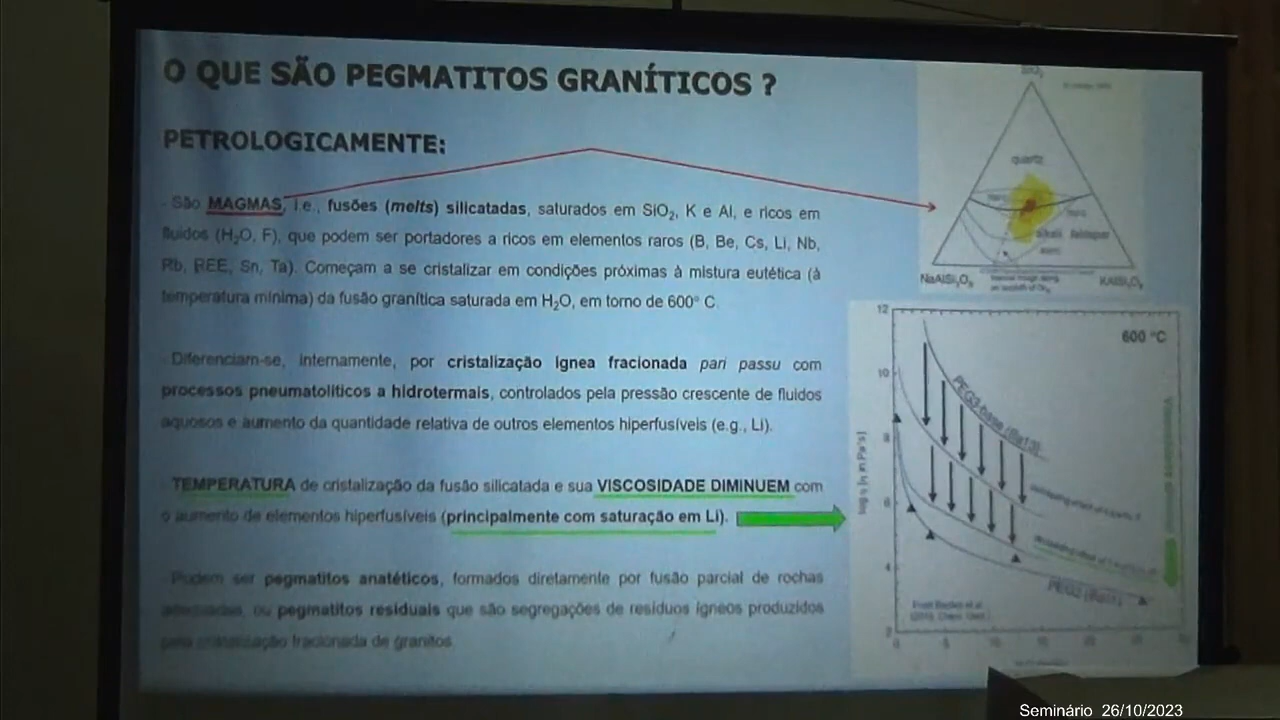 O QUE SÃO PEGMATITOS GRANÍTICOS ?
PETROLOGICAMENTE:
- São MAGMAS, i.e., fusões (melts) silicatadas, saturados em SiO₂, K e Al, e ricos em
fluidos (H₂O, F), que podem ser portadores a ricos em elementos raros (B, Be, Cs, Li, Nb,
Rb, REE, Sn, Ta). Começam a se cristalizar em condições próximas à mistura eutética (à
temperatura mínima) da fusão granítica saturada em H₂O, em torno de 600° C.
- Diferenciam-se, internamente, por cristalização ígnea fracionada pari passu com
processos pneumatolíticos a hidrotermais, controlados pela pressão crescente de fluidos
aquosos e aumento da quantidade relativa de outros elementos hiperfusíveis (e.g., Li).
- TEMPERATURA de cristalização da fusão silicatada e sua VISCOSIDADE DIMINUEM com
o aumento de elementos hiperfusíveis (principalmente com saturação em Li).
- Podem ser pegmatitos anatéticos, formados diretamente por fusão parcial de rochas
ou pegmatitos residuais que são segregações de resíduos ígneos produzidos
cristalização fracionada de granitos.
SiO₂
quartz
alkali feldspar
NaAlSi₃O₈
KAlSi₃O₈
12
600 °C
10
8
6
4
2
PEG3-base (Ba13)
PEG2
0
5
Seminário 26/10/2023